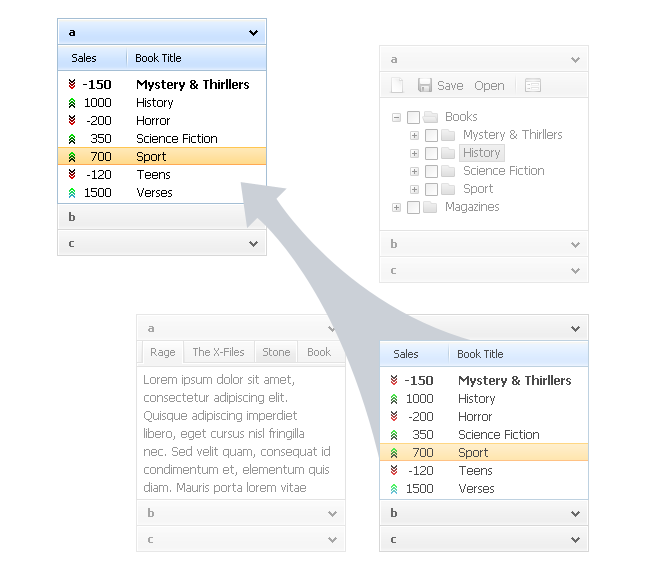 a
Sales Book Title
-150 Mystery & Thirllers
1000 History
-200 Horror
350 Science Fiction
700 Sport
-120 Teens
1500 Verses
b
c
a
Save Open
Books
Mystery & Thirllers
History
Science Fiction
Sport
Magazines
b
c
a
Rage The X-Files Stone Book
Lorem ipsum dolor sit amet,
consectetur adipiscing elit.
Quisque adipiscing imperdiet
libero, eget cursus nisl fringilla
nec. Sed velit quam, consequat id
condimentum et, elementum quis
diam. Mauris porta lorem vitae
b
c
Sales Book Title
-150 Mystery & Thirllers
1000 History
-200 Horror
350 Science Fiction
700 Sport
-120 Teens
1500 Verses
b
c